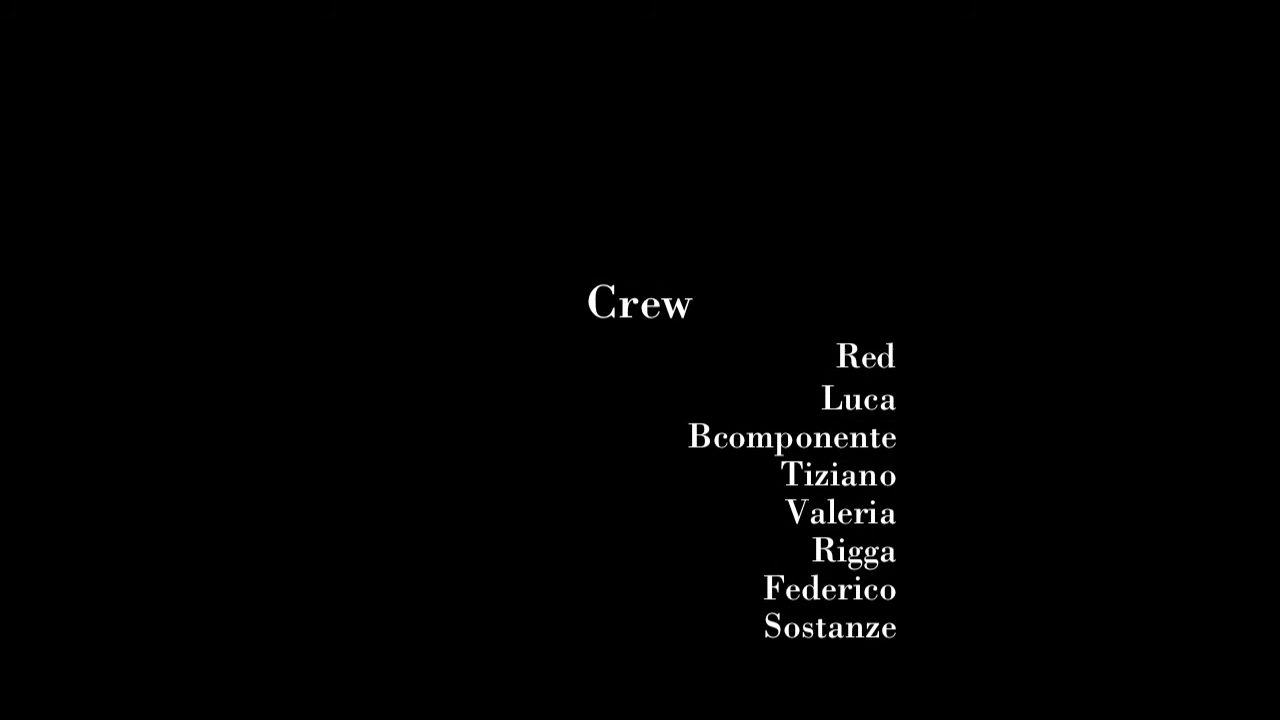 Crew
Red
Luca
Bcomponente
Tiziano
Valeria
Rigga
Federico
Sostanze